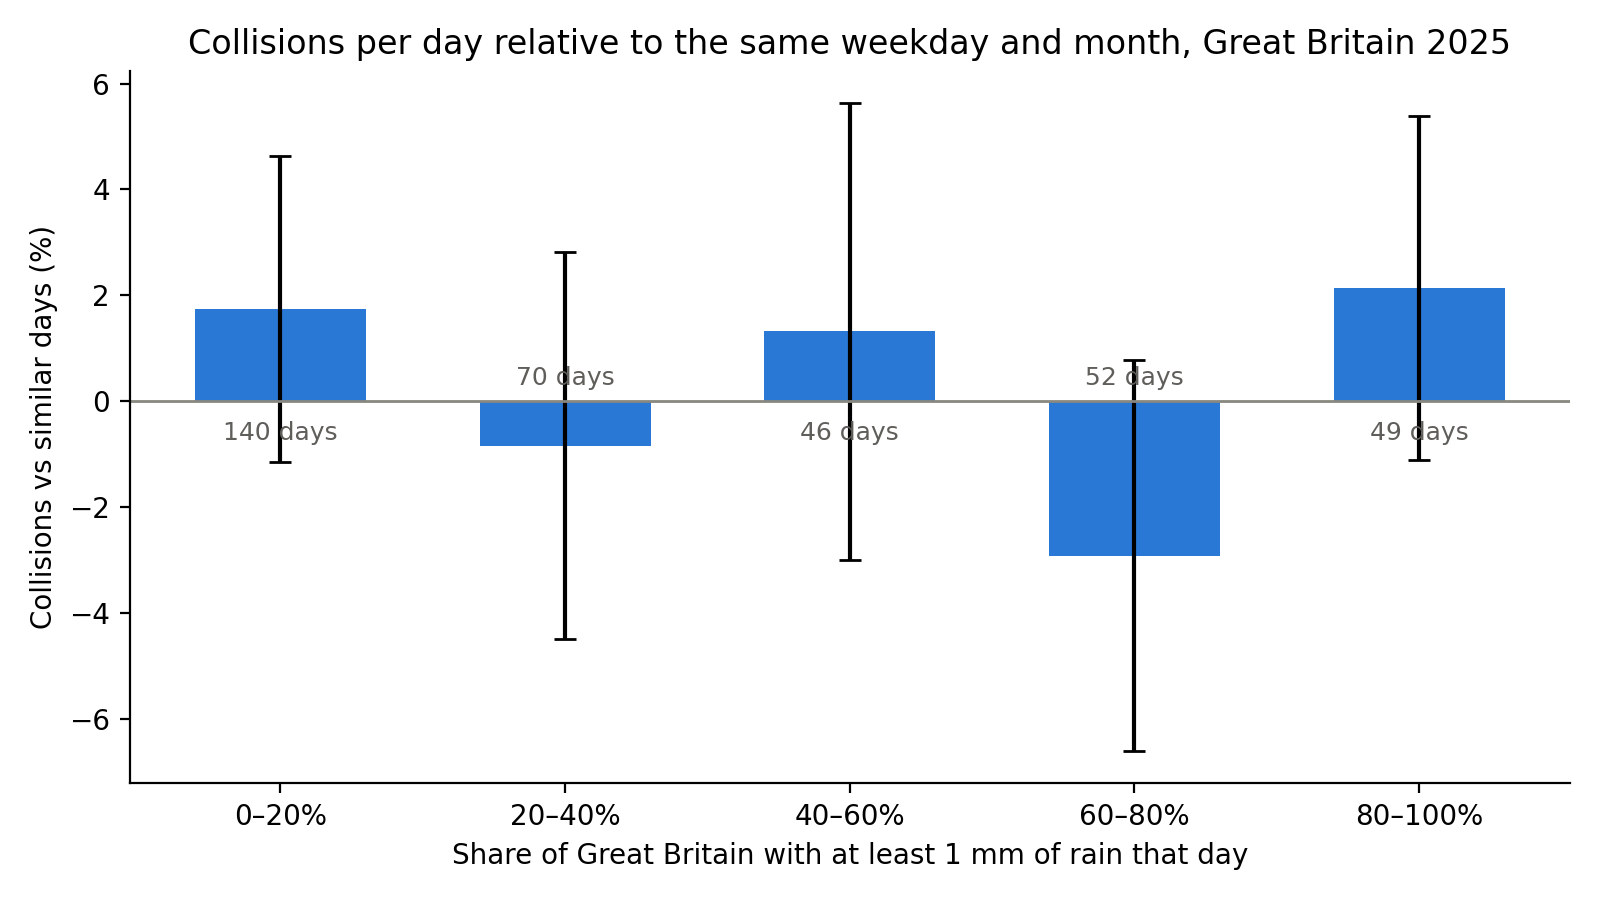 Collisions per day relative to the same weekday and month, Great Britain 2025
Collisions vs similar days (%)
6
4
2
0
−2
−4
−6
140 days
70 days
46 days
52 days
49 days
0–20%
20–40%
40–60%
60–80%
80–100%
Share of Great Britain with at least 1 mm of rain that day